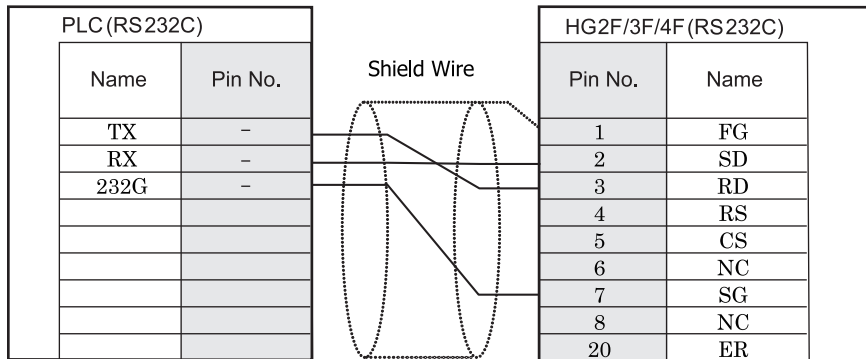 PLC(RS232C) HG2F/3F/4F(RS232C)
Shield Wire
Name Pin No. Pin No. Name
TX – 1 FG
RX – 2 SD
232G – 3 RD
4 RS
5 CS
6 NC
7 SG
8 NC
20 ER